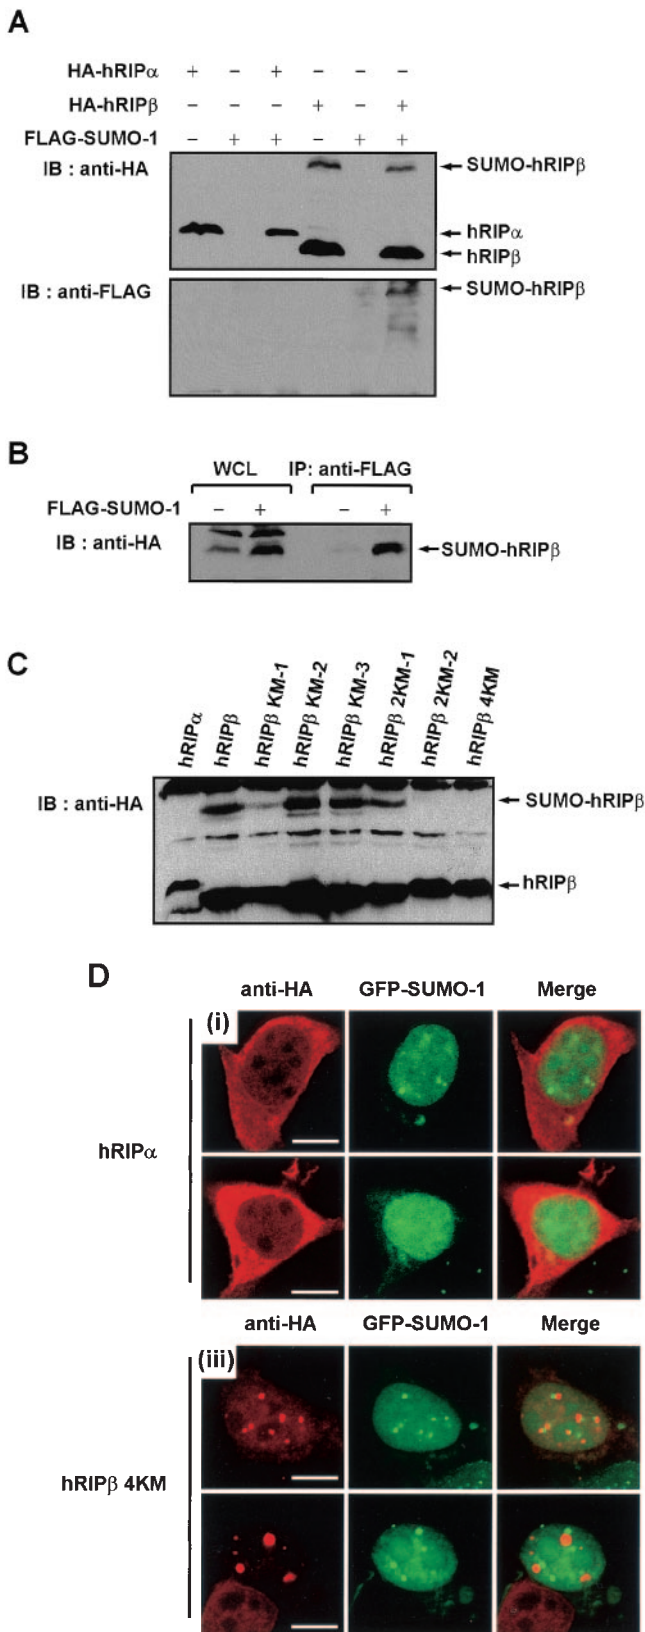 A
HA-hRIPα + − + − − −
HA-hRIPβ − − − + − +
FLAG-SUMO-1 − + + − + +
IB : anti-HA
SUMO-hRIPβ
hRIPα
hRIPβ
IB : anti-FLAG
SUMO-hRIPβ
B
WCL IP: anti-FLAG
FLAG-SUMO-1 − + − +
IB : anti-HA
SUMO-hRIPβ
C
hRIPα hRIPβ hRIPβ KM-1 hRIPβ KM-2 hRIPβ KM-3 hRIPβ 2KM-1 hRIPβ 2KM-2 hRIPβ 4KM
IB : anti-HA
SUMO-hRIPβ
hRIPβ
D
anti-HA GFP-SUMO-1 Merge
(i)
hRIPα
anti-HA GFP-SUMO-1 Merge
(iii)
hRIPβ 4KM